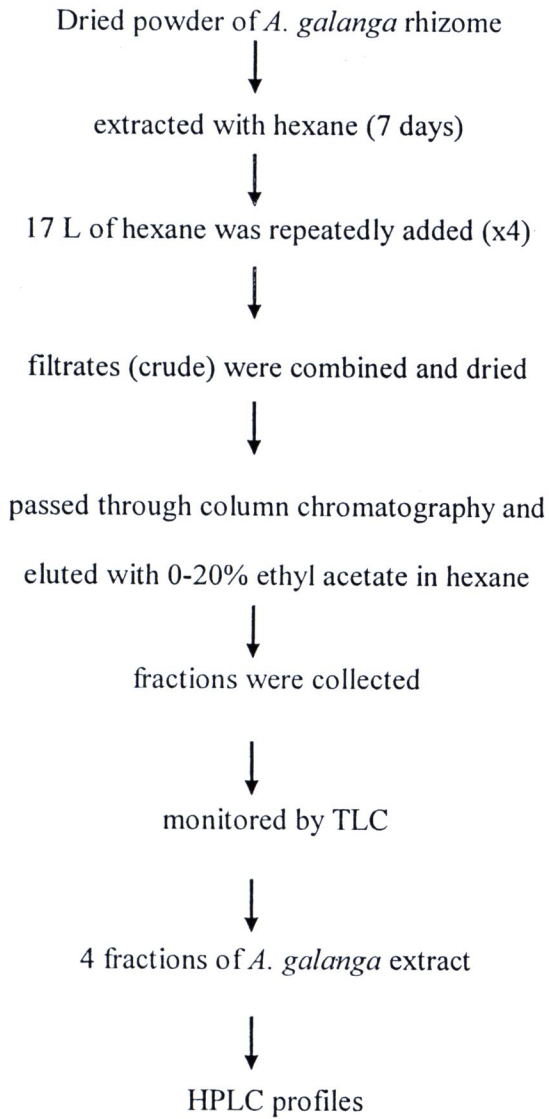 Dried powder of A. galanga rhizome
extracted with hexane (7 days)
17 L of hexane was repeatedly added (x4)
filtrates (crude) were combined and dried
passed through column chromatography and
eluted with 0-20% ethyl acetate in hexane
fractions were collected
monitored by TLC
4 fractions of A. galanga extract
HPLC profiles